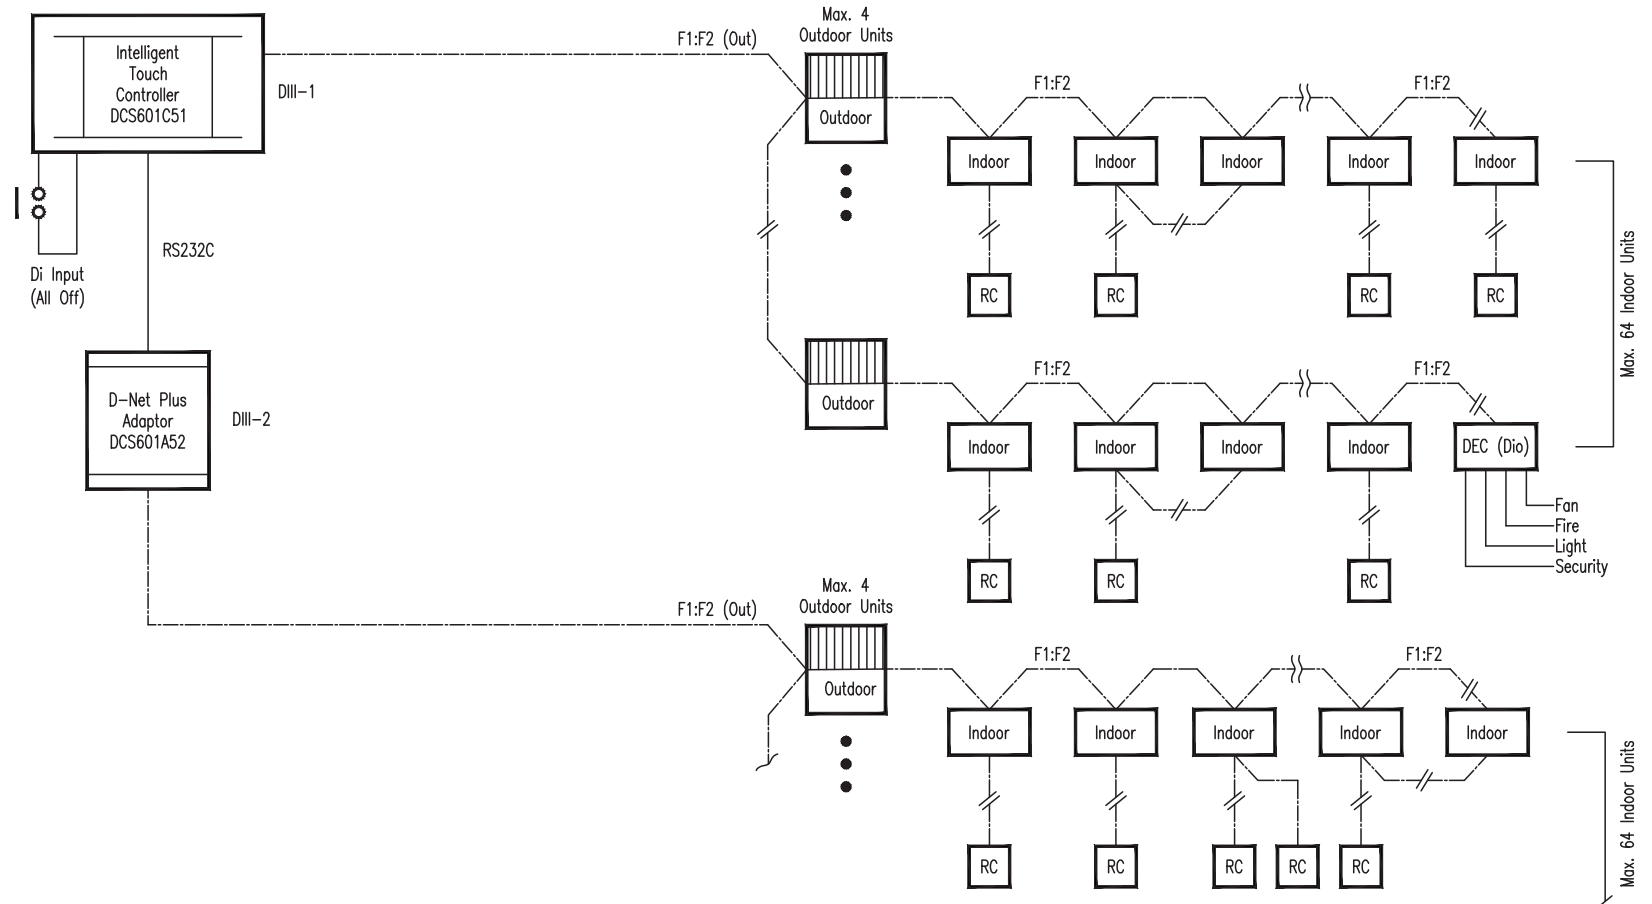 Max. 4
Outdoor Units
F1:F2 (Out)
Intelligent
Touch
Controller
DCS601C51
DIII-1
Outdoor
F1:F2
F1:F2
Indoor
Indoor
Indoor
Indoor
Indoor
RS232C
Di Input
(All Off)
RC
RC
RC
RC
Max. 64 Indoor Units
D-Net Plus
Adaptor
DCS601A52
DIII-2
Outdoor
F1:F2
F1:F2
Indoor
Indoor
Indoor
Indoor
DEC (Dio)
Fan
Fire
Light
Security
RC
RC
RC
Max. 4
Outdoor Units
F1:F2 (Out)
Outdoor
F1:F2
F1:F2
Indoor
Indoor
Indoor
Indoor
Indoor
RC
RC
RC
RC
RC
Max. 64 Indoor Units